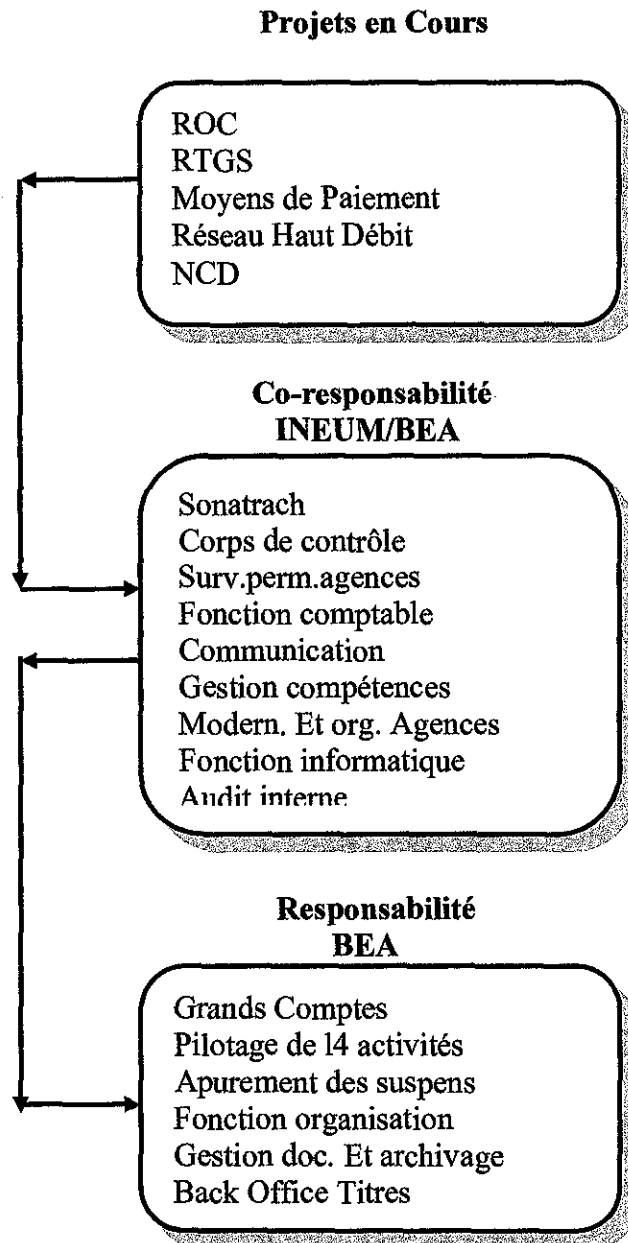 Projets en Cours
ROC
RTGS
Moyens de Paiement
Réseau Haut Débit
NCD
Co-responsabilité
INEUM/BEA
Sonatrach
Corps de contrôle
Surv.perm.agences
Fonction comptable
Communication
Gestion compétences
Modern. Et org. Agences
Fonction informatique
Audit interne
Responsabilité
BEA
Grands Comptes
Pilotage de 14 activités
Apurement des suspens
Fonction organisation
Gestion doc. Et archivage
Back Office Titres